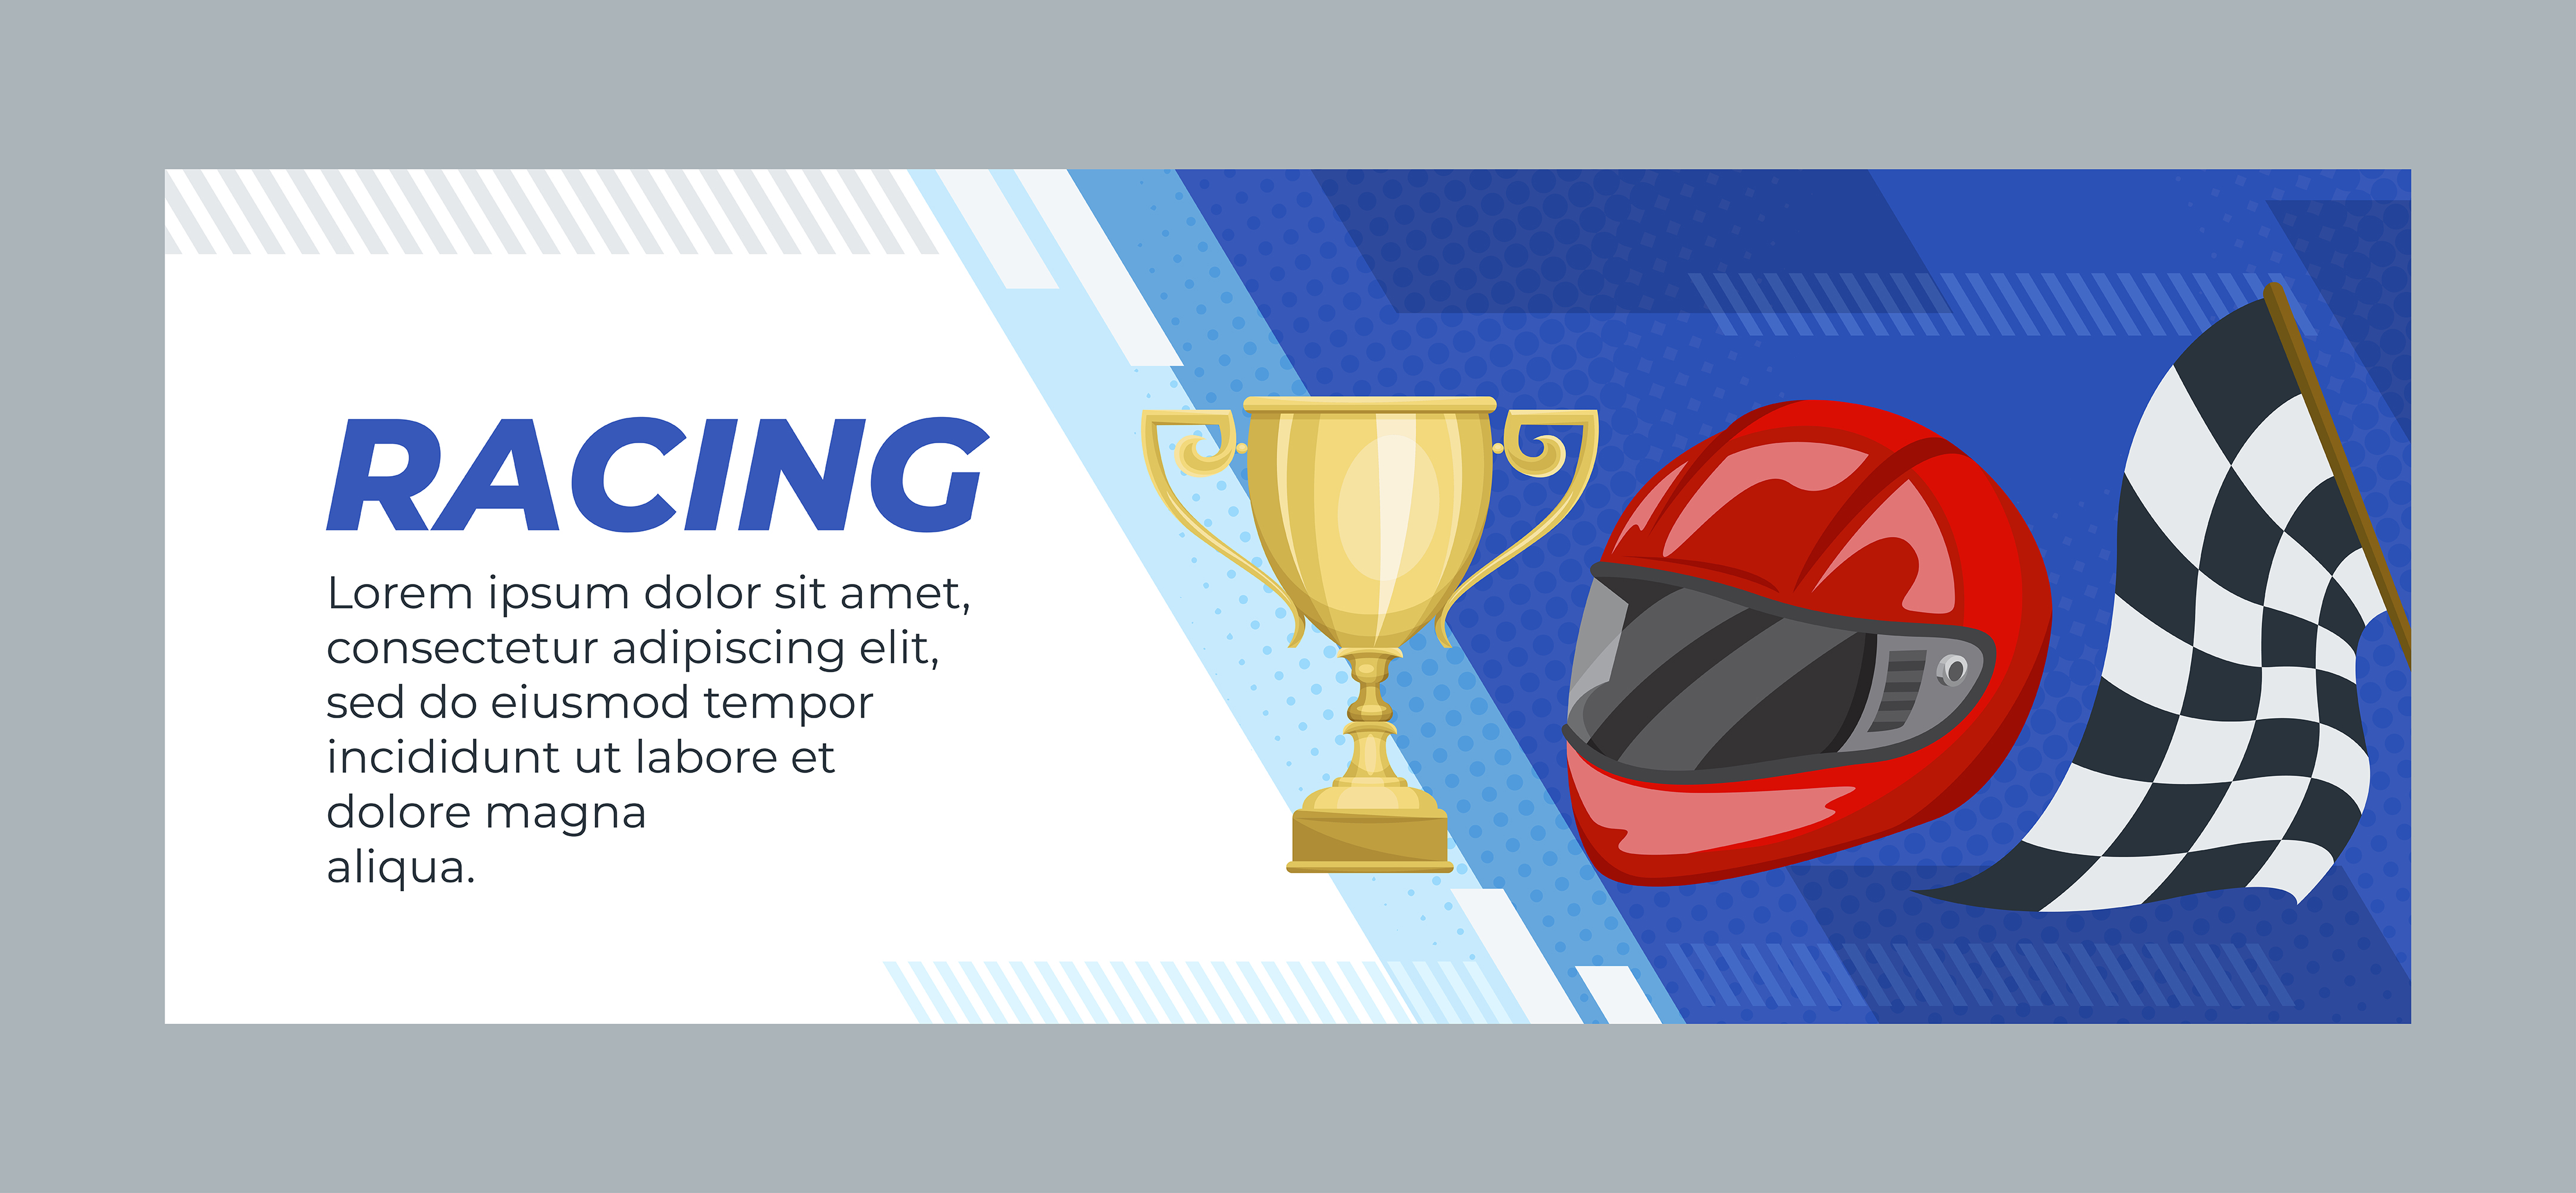 RACING
Lorem ipsum dolor sit amet,
consectetur adipiscing elit,
sed do eiusmod tempor
incididunt ut labore et
dolore magna
aliqua.